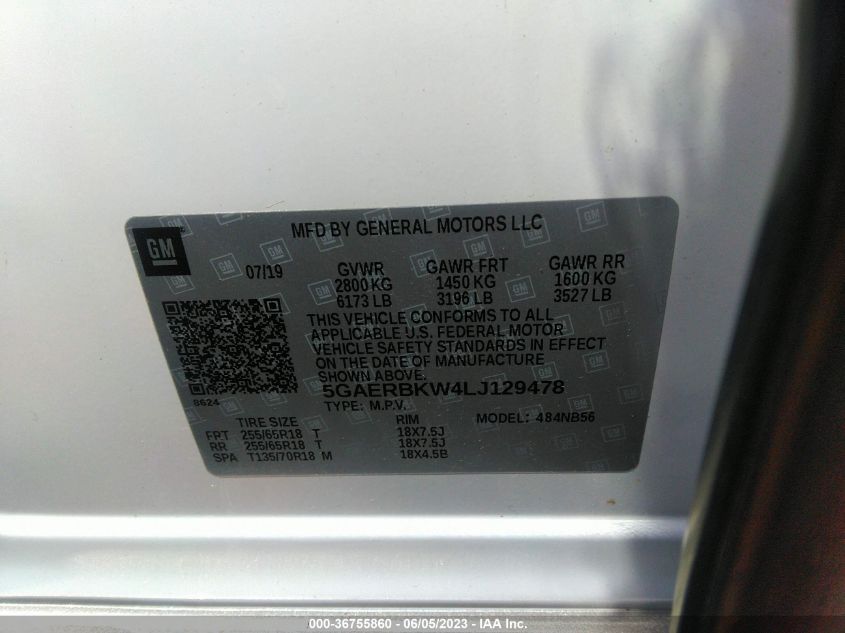 GM
MFD BY GENERAL MOTORS LLC
07/19 GVWR GAWR FRT GAWR RR
2800 KG 1450 KG 1600 KG
6173 LB 3196 LB 3527 LB
THIS VEHICLE CONFORMS TO ALL
APPLICABLE U.S. FEDERAL MOTOR
VEHICLE SAFETY STANDARDS IN EFFECT
ON THE DATE OF MANUFACTURE
SHOWN ABOVE.
8624
5GAERBKW4LJ129478
TYPE: M.P.V. MODEL: 484NB56
TIRE SIZE RIM
FRT 255/65R18 T 18X7.5J
RR 255/65R18 T 18X7.5J
SPA T135/70R18 M 18X4.5B
000-36755860 - 06/05/2023 - IAA Inc.